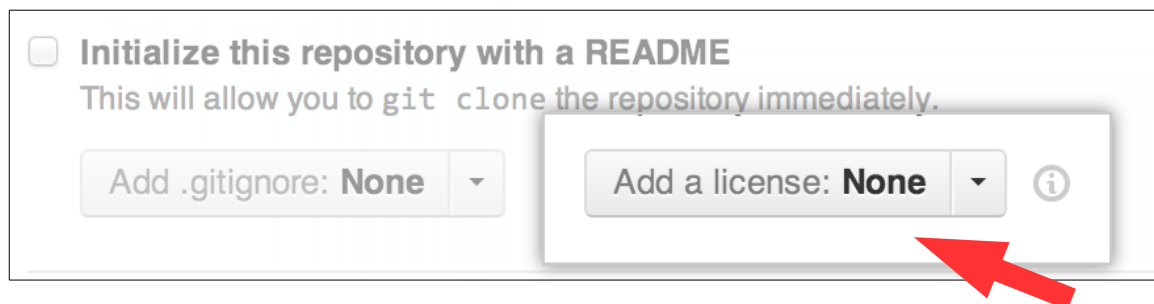 Initialize this repository with a README
This will allow you to git clone the repository immediately.
Add .gitignore: None
Add a license: None